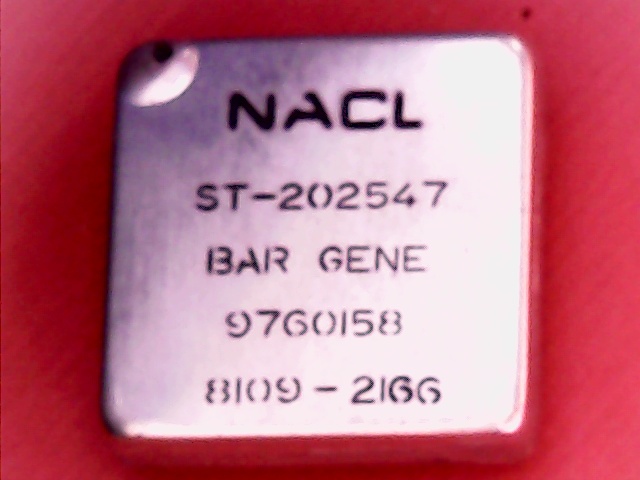 NACL
ST-202547
BAR GENE
9760158
8109-2166